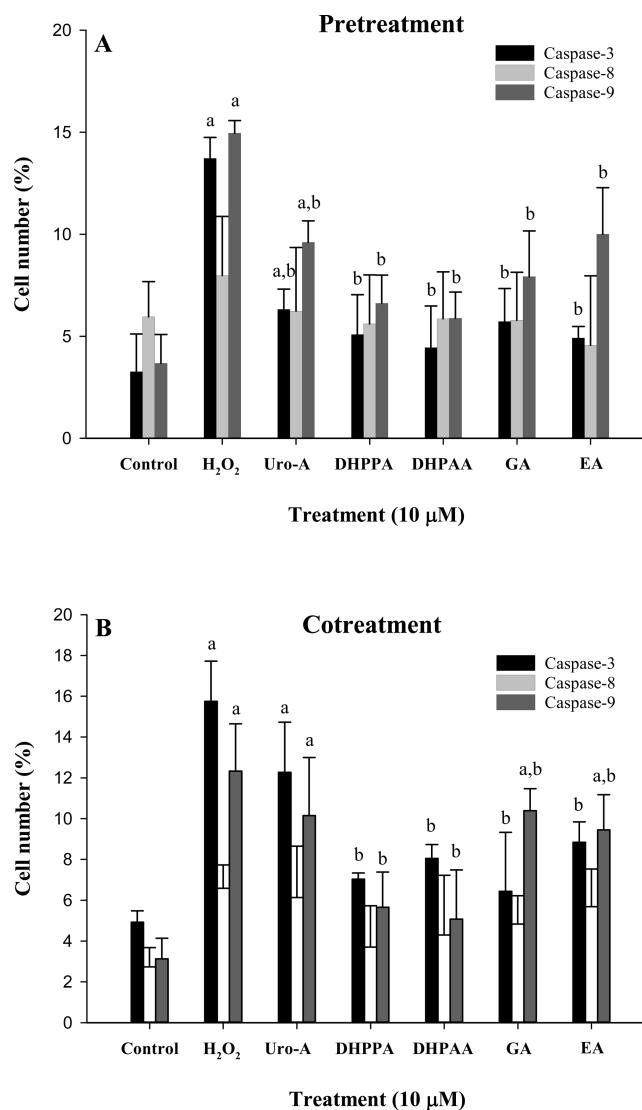 Pretreatment
A
Caspase-3
Caspase-8
Caspase-9
Cell number (%)
20
15
10
5
0
a
a
a,b
a,b
b
b
b
b
b
b
b
b
Control
H₂O₂
Uro-A
DHPPA
DHPAA
GA
EA
Treatment (10 μM)
Cotreatment
B
Caspase-3
Caspase-8
Caspase-9
Cell number (%)
20
18
16
14
12
10
8
6
4
2
0
a
a
a
a
b
b
b
b
b
a,b
b
a,b
Control
H₂O₂
Uro-A
DHPPA
DHPAA
GA
EA
Treatment (10 μM)